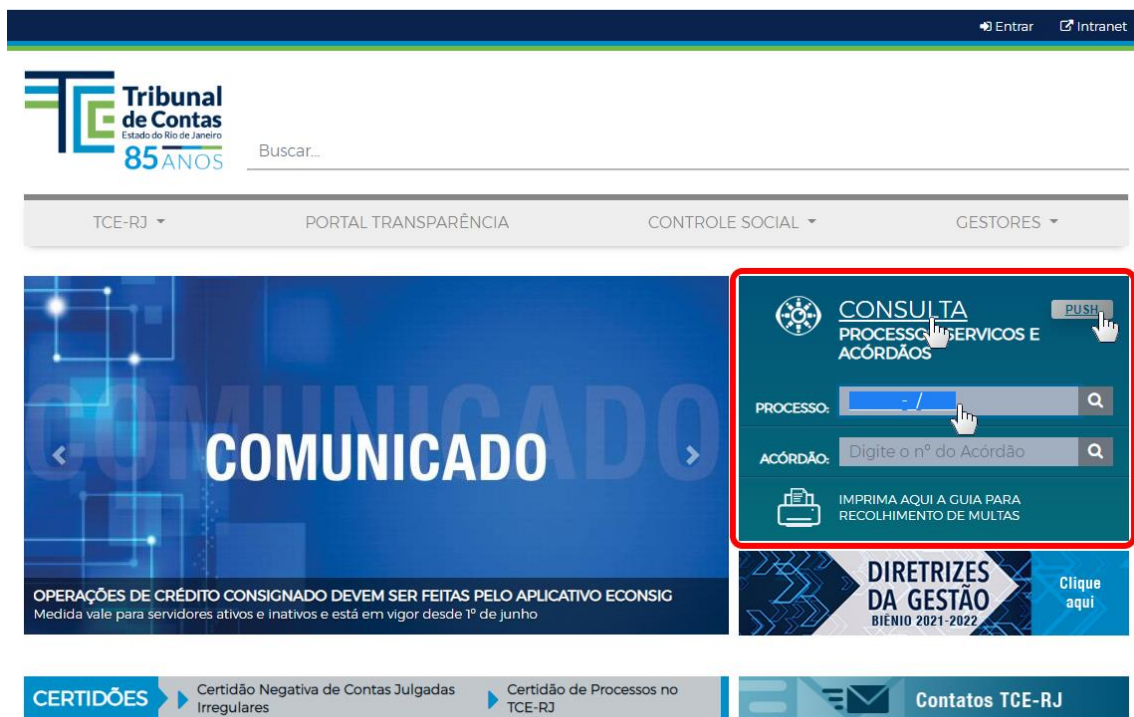 Entrar Intranet
Tribunal
de Contas
Estado do Rio de Janeiro
85 ANOS
Buscar...
TCE-RJ PORTAL TRANSPARÊNCIA CONTROLE SOCIAL GESTORES
COMUNICADO
COMUNICADO
OPERAÇÕES DE CRÉDITO CONSIGNADO DEVEM SER FEITAS PELO APLICATIVO ECONSIG
Medida vale para servidores ativos e inativos e está em vigor desde 1º de junho
CONSULTA PUSH
SERVICOS E
ACÓRDÃOS
PROCESSO: - /
ACÓRDÃO: Digite o nº do Acórdão
IMPRIMA AQUI A GUIA PARA
RECOLHIMENTO DE MULTAS
DIRETRIZES
DA GESTÃO
BIÊNIO 2021-2022
Clique
aqui
CERTIDÕES
Certidão Negativa de Contas Julgadas
Irregulares
Certidão de Processos no
TCE-RJ
Contatos TCE-RJ